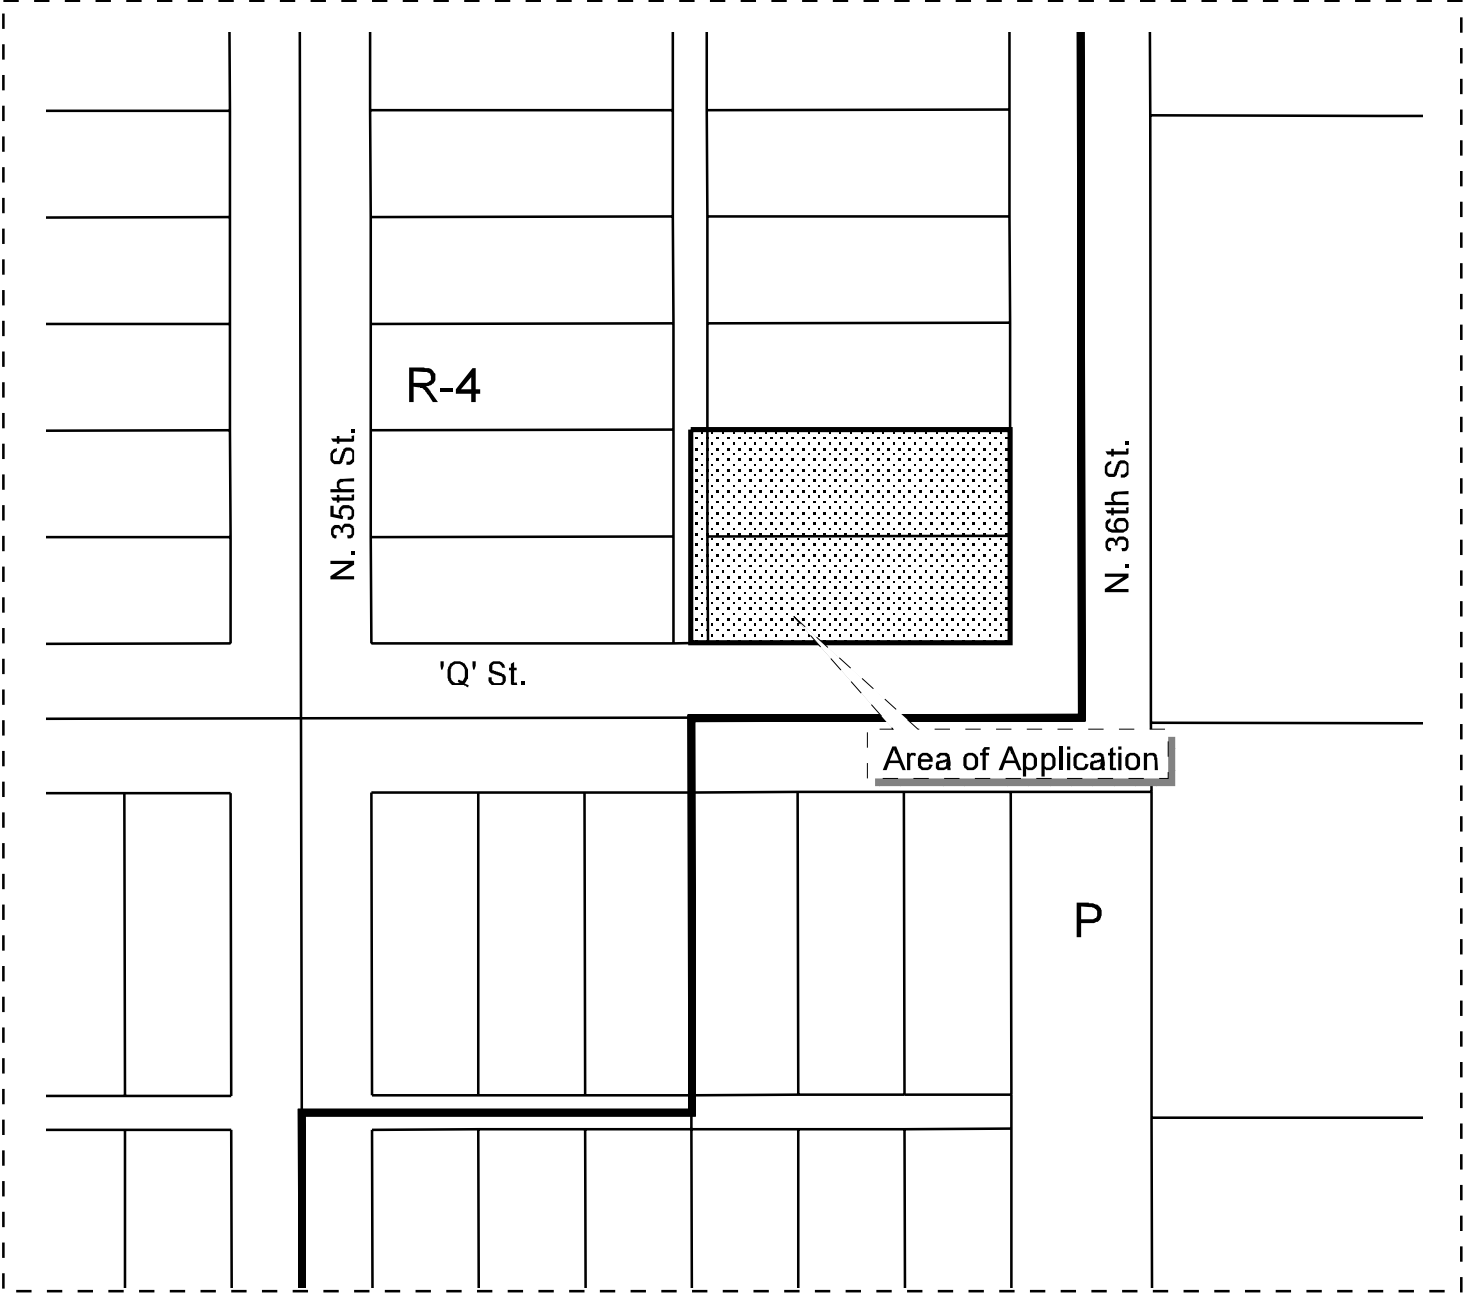 R-4
N. 35th St.
N. 36th St.
'Q' St.
Area of Application
P